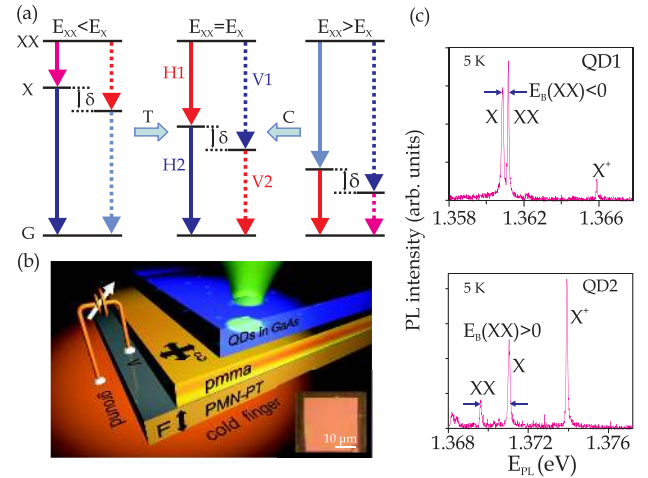 (a)
E_XX<E_X E_XX=E_X E_XX>E_X
XX
X
G
δ
T
H1
V1
H2
V2
δ
C
δ
(b)
QDs in GaAs
ε
pmma
PMN-PT
cold finger
ground
V
F
10 µm
(c)
PL intensity (arb. units)
5 K QD1
E_B(XX)<0
X XX
X⁺
1.358 1.362 1.366
5 K QD2
X⁺
E_B(XX)>0
X
XX
1.368 1.372 1.376
E_PL (eV)